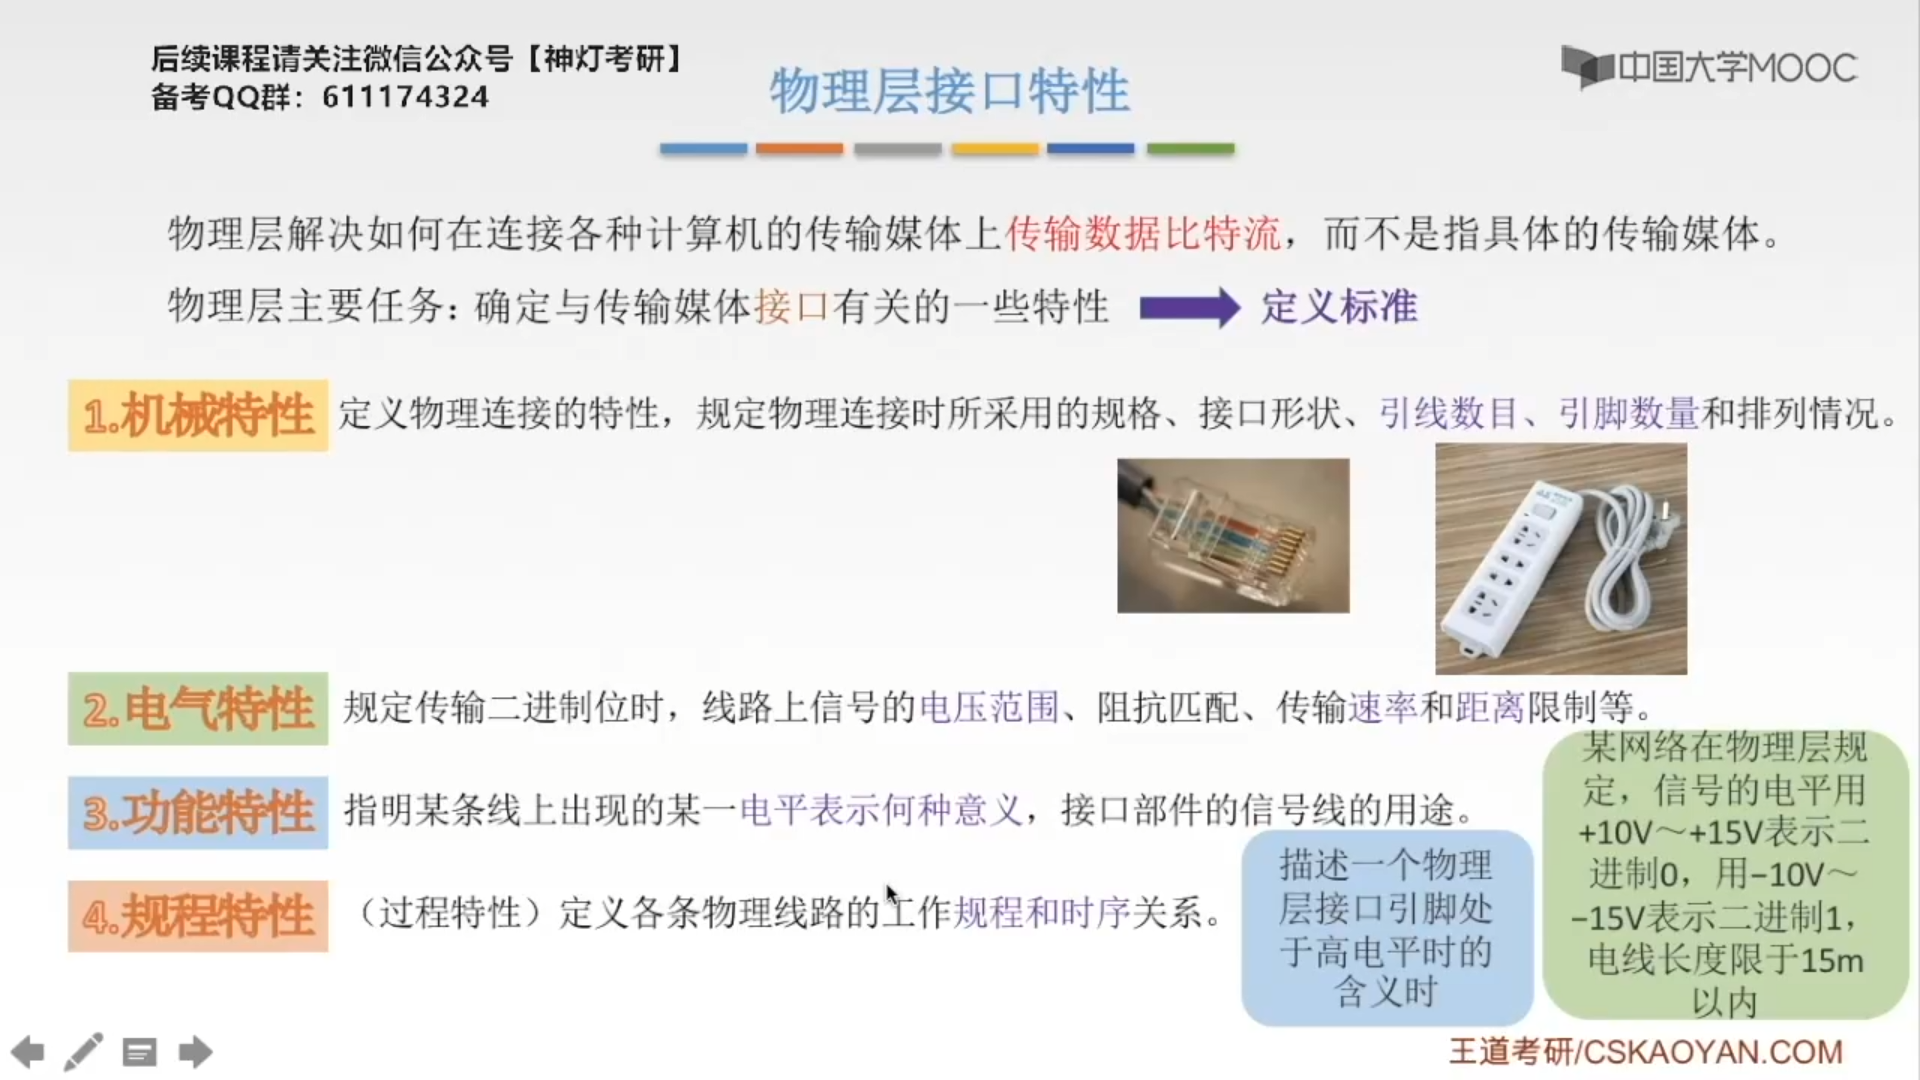 后续课程请关注微信公众号【神灯考研】
备考QQ群：611174324
中国大学MOOC
物理层接口特性
物理层解决如何在连接各种计算机的传输媒体上传输数据比特流，而不是指具体的传输媒体。
物理层主要任务：确定与传输媒体接口有关的一些特性
定义标准
1.机械特性
定义物理连接的特性，规定物理连接时所采用的规格、接口形状、引线数目、引脚数量和排列情况。
2.电气特性
规定传输二进制位时，线路上信号的电压范围、阻抗匹配、传输速率和距离限制等。
3.功能特性
指明某条线上出现的某一电平表示何种意义，接口部件的信号线的用途。
4.规程特性
（过程特性）定义各条物理线路的工作规程和时序关系。
描述一个物理
层接口引脚处
于高电平时的
含义时
某网络在物理层规
定，信号的电平用
+10V～+15V表示二
进制0，用–10V～
–15V表示二进制1，
电线长度限于15m
以内
王道考研/CSKAOYAN.COM